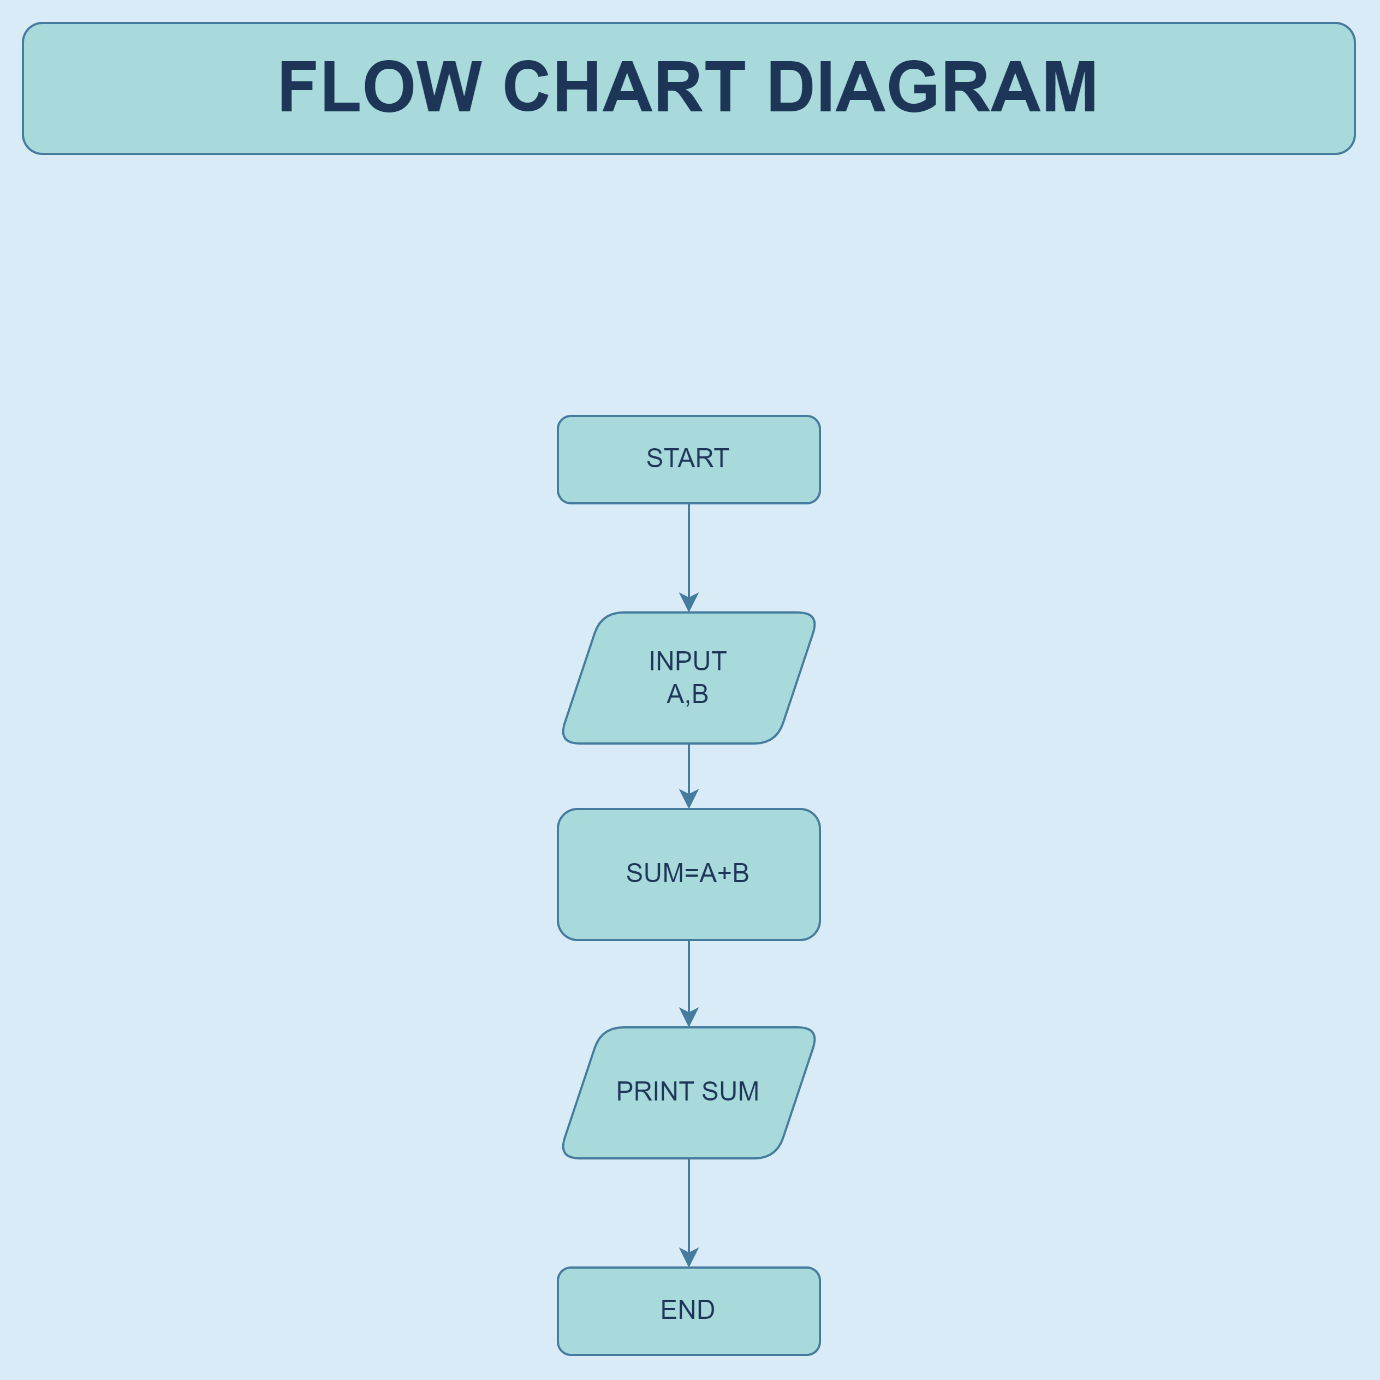 FLOW CHART DIAGRAM
START
INPUT
A,B
SUM=A+B
PRINT SUM
END